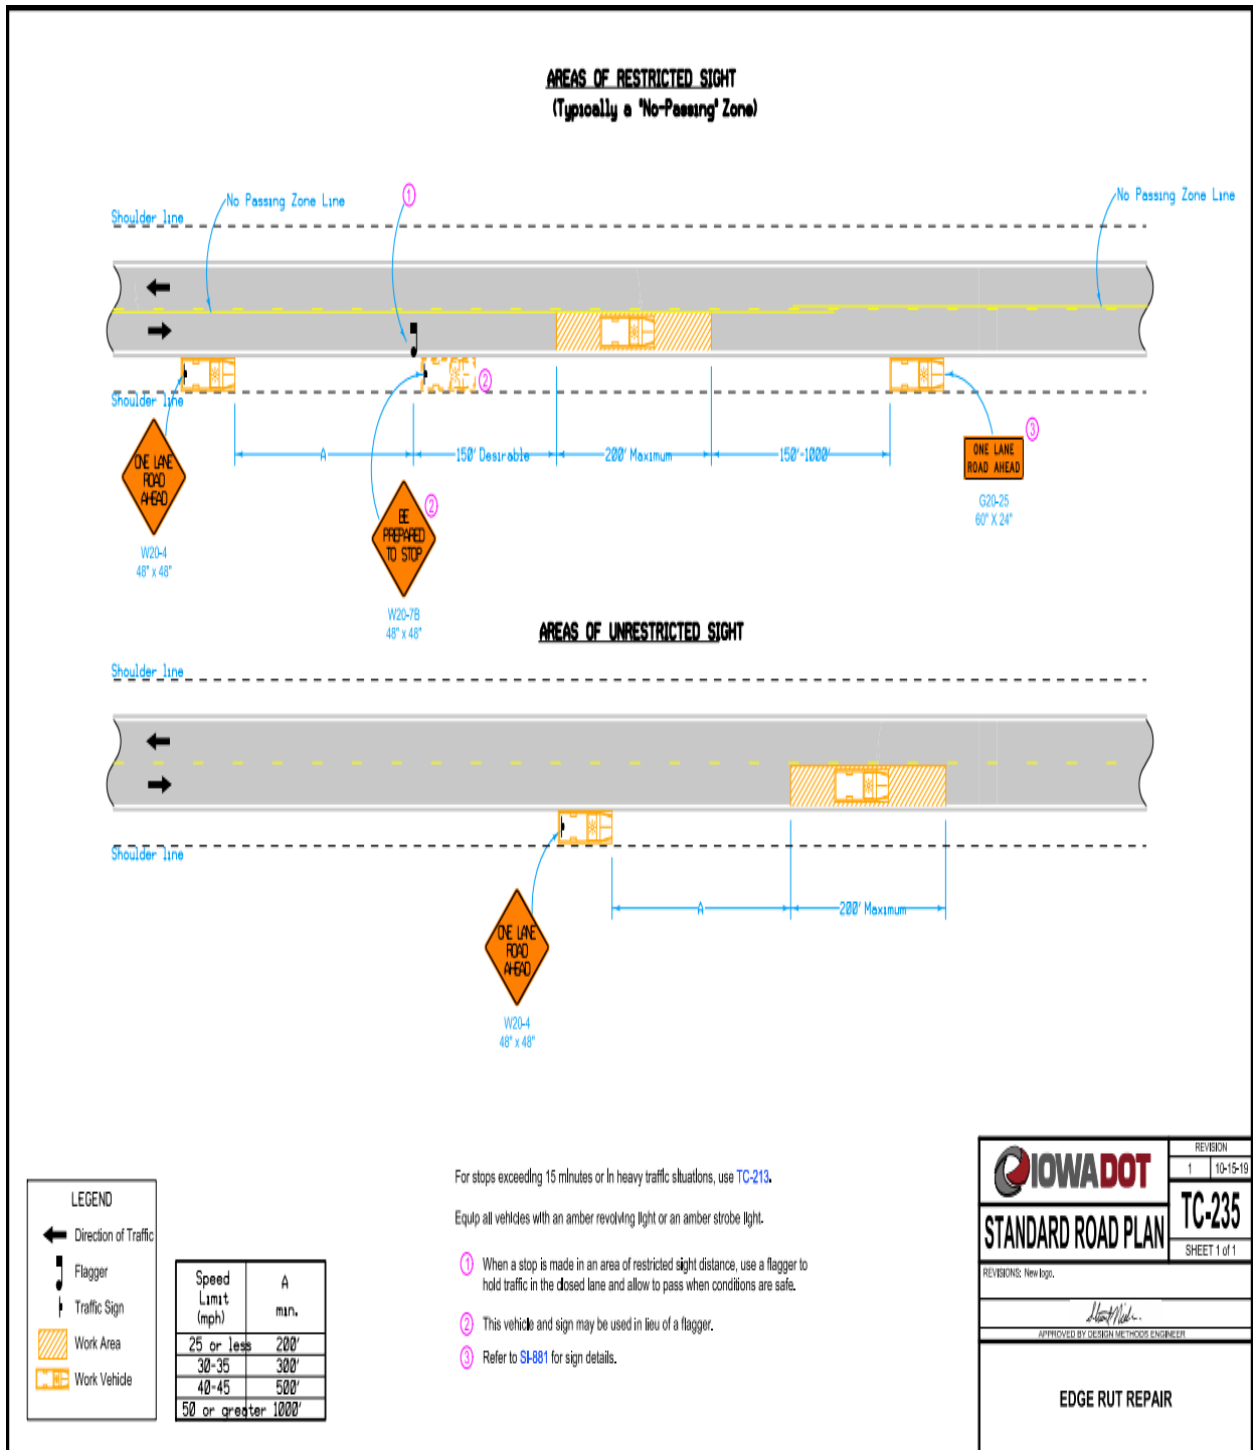 AREAS OF RESTRICTED SIGHT
(Typically a "No-Passing" Zone)
No Passing Zone Line
1
No Passing Zone Line
Shoulder line
2
Shoulder line
ONE LANE
ROAD
AHEAD
W20-4
48" x 48"
A
150' Desirable
200' Maximum
150'-1000'
BE
PREPARED
TO STOP
2
W20-7B
48" x 48"
ONE LANE
ROAD AHEAD
3
G20-25
60" X 24"
AREAS OF UNRESTRICTED SIGHT
Shoulder line
Shoulder line
A
200' Maximum
ONE LANE
ROAD
AHEAD
W20-4
48" x 48"
LEGEND
Direction of Traffic
Flagger
Traffic Sign
Work Area
Work Vehicle
Speed Limit (mph) A min.
25 or less 200'
30-35 300'
40-45 500'
50 or greater 1000'
For stops exceeding 15 minutes or in heavy traffic situations, use TC-213.
Equip all vehicles with an amber revolving light or an amber strobe light.
1 When a stop is made in an area of restricted sight distance, use a flagger to
hold traffic in the closed lane and allow to pass when conditions are safe.
2 This vehicle and sign may be used in lieu of a flagger.
3 Refer to SI-881 for sign details.
IOWADOT
REVISION
1 10-15-19
STANDARD ROAD PLAN
TC-235
SHEET 1 of 1
REVISIONS: New logo.
APPROVED BY DESIGN METHODS ENGINEER
EDGE RUT REPAIR